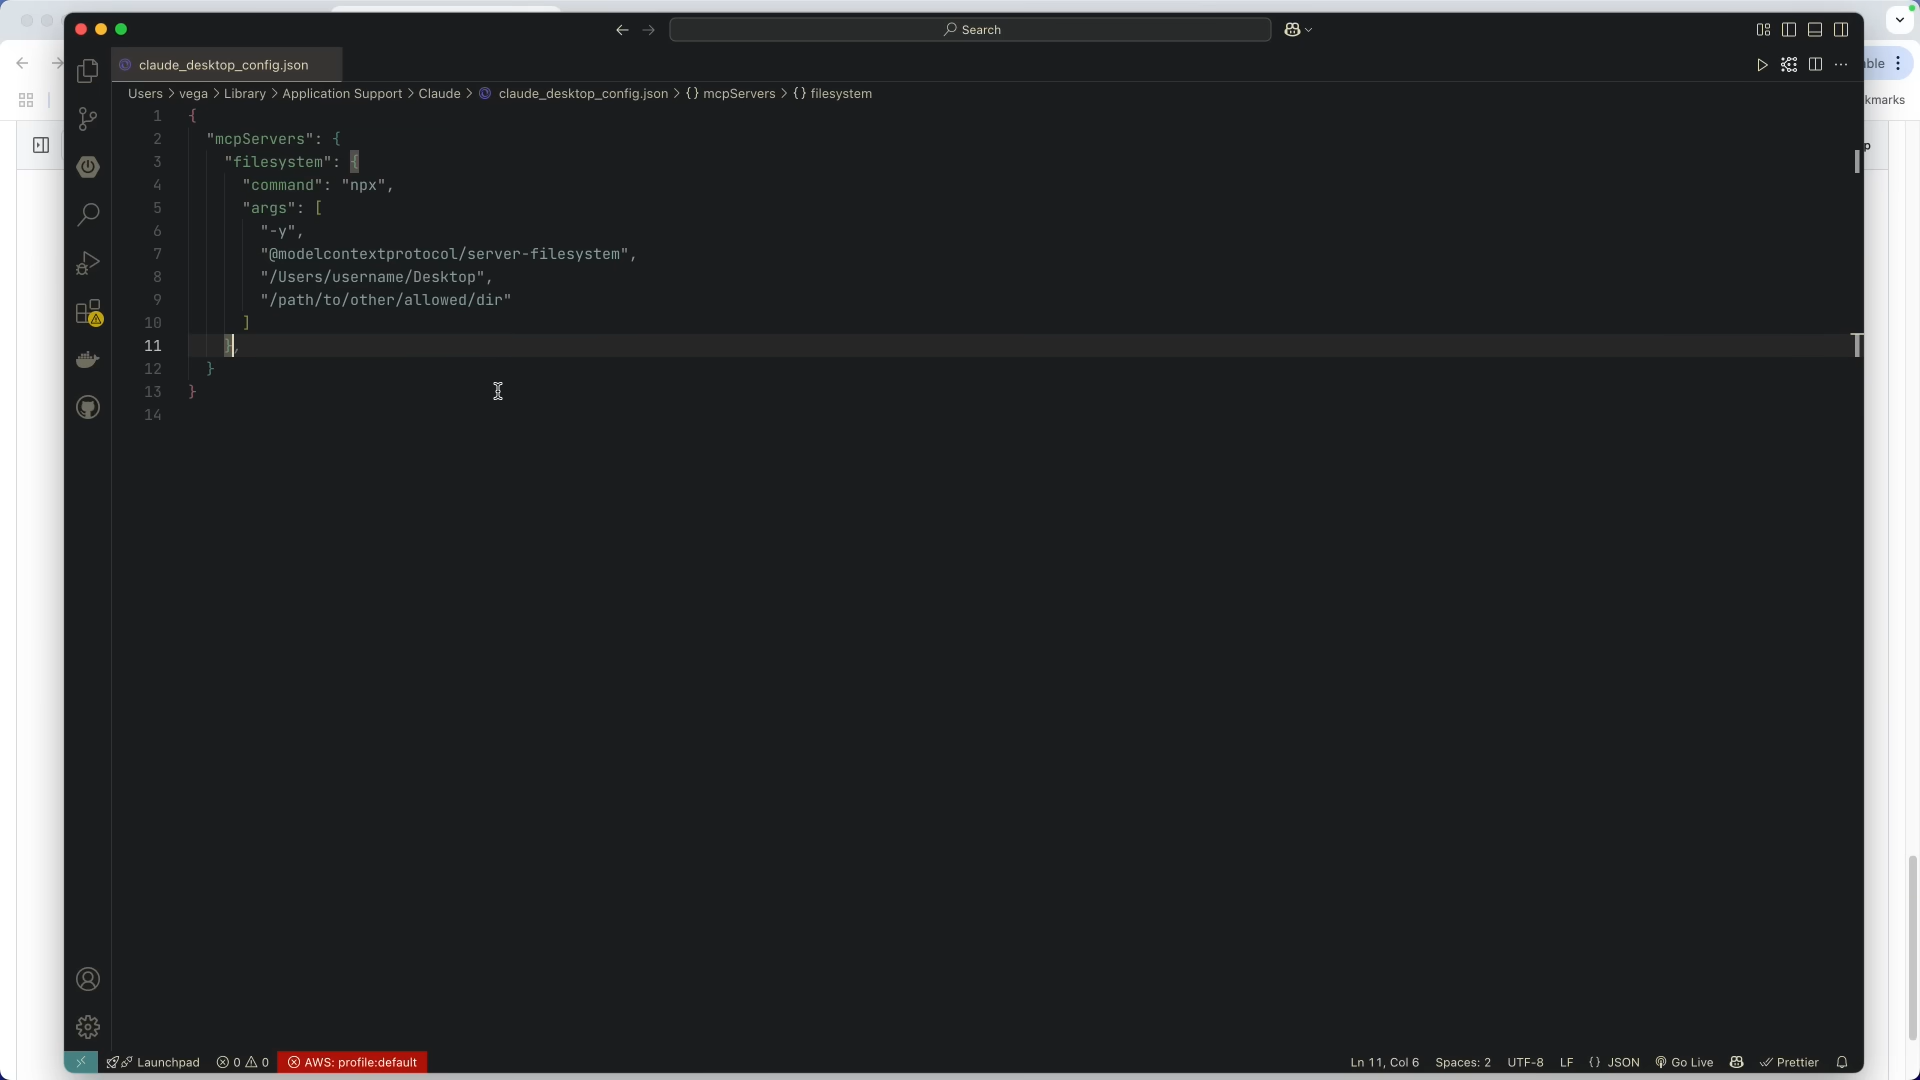 Search
claude_desktop_config.json
Users > vega > Library > Application Support > Claude > claude_desktop_config.json > {} mcpServers > {} filesystem
kmarks
1 {
2 "mcpServers": {
3 "filesystem": {
4 "command": "npx",
5 "args": [
6 "-y",
7 "@modelcontextprotocol/server-filesystem",
8 "/Users/username/Desktop",
9 "/path/to/other/allowed/dir"
10 ]
11 },
12 }
13 }
14
Launchpad 0 0 AWS: profile:default Ln 11, Col 6 Spaces: 2 UTF-8 LF {} JSON Go Live Prettier